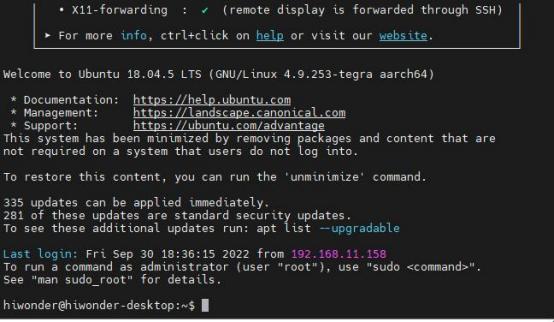 • X11-forwarding : ✔ (remote display is forwarded through SSH)
➤ For more info, ctrl+click on help or visit our website.
Welcome to Ubuntu 18.04.5 LTS (GNU/Linux 4.9.253-tegra aarch64)
* Documentation: https://help.ubuntu.com
* Management: https://landscape.canonical.com
* Support: https://ubuntu.com/advantage
This system has been minimized by removing packages and content that are
not required on a system that users do not log into.
To restore this content, you can run the 'unminimize' command.
335 updates can be applied immediately.
281 of these updates are standard security updates.
To see these additional updates run: apt list --upgradable
Last login: Fri Sep 30 18:36:15 2022 from 192.168.11.158
To run a command as administrator (user "root"), use "sudo <command>".
See "man sudo_root" for details.
hiwonder@hiwonder-desktop:~$